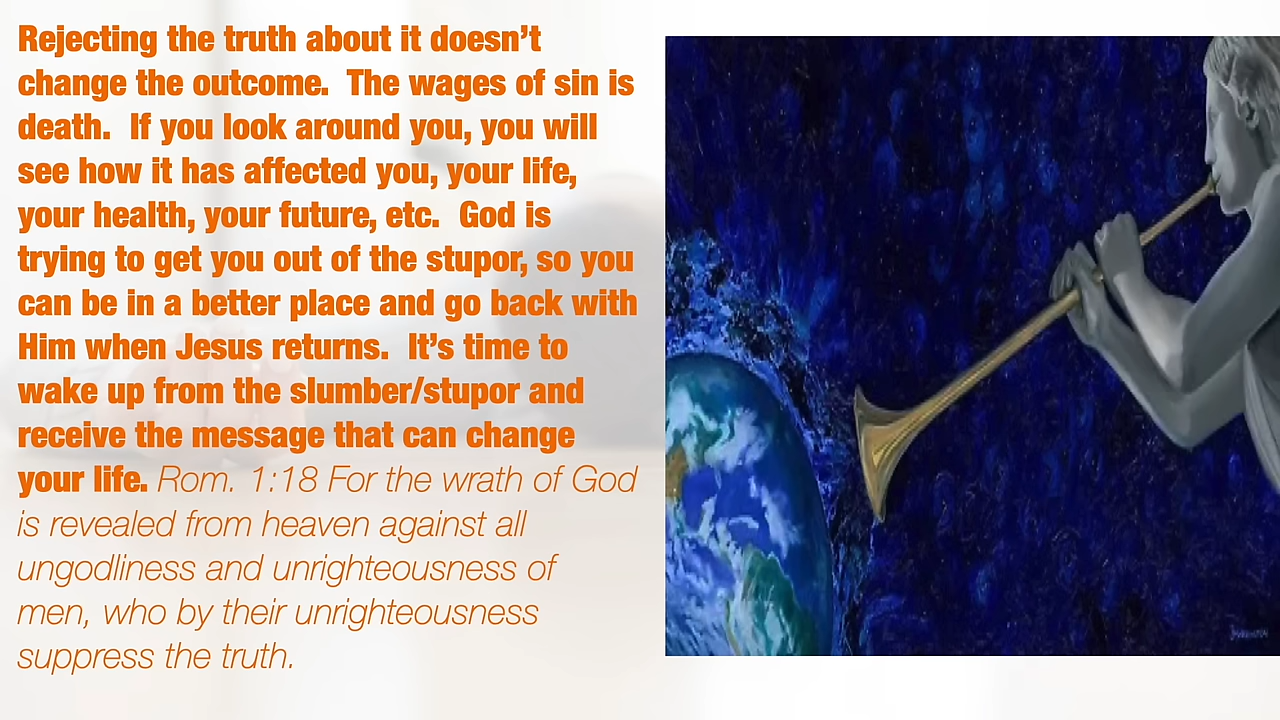 Rejecting the truth about it doesn’t
change the outcome.  The wages of sin is
death.  If you look around you, you will
see how it has affected you, your life,
your health, your future, etc.  God is
trying to get you out of the stupor, so you
can be in a better place and go back with
Him when Jesus returns.  It’s time to
wake up from the slumber/stupor and
receive the message that can change
your life. Rom. 1:18 For the wrath of God
is revealed from heaven against all
ungodliness and unrighteousness of
men, who by their unrighteousness
suppress the truth.